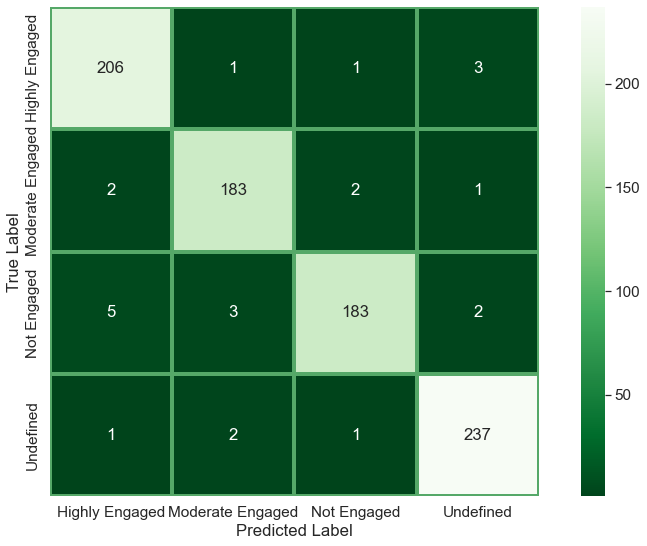 True Label
Highly Engaged
Moderate Engaged
Not Engaged
Undefined
206 1 1 3
2 183 2 1
5 3 183 2
1 2 1 237
Highly Engaged Moderate Engaged Not Engaged Undefined
Predicted Label
200
150
100
50